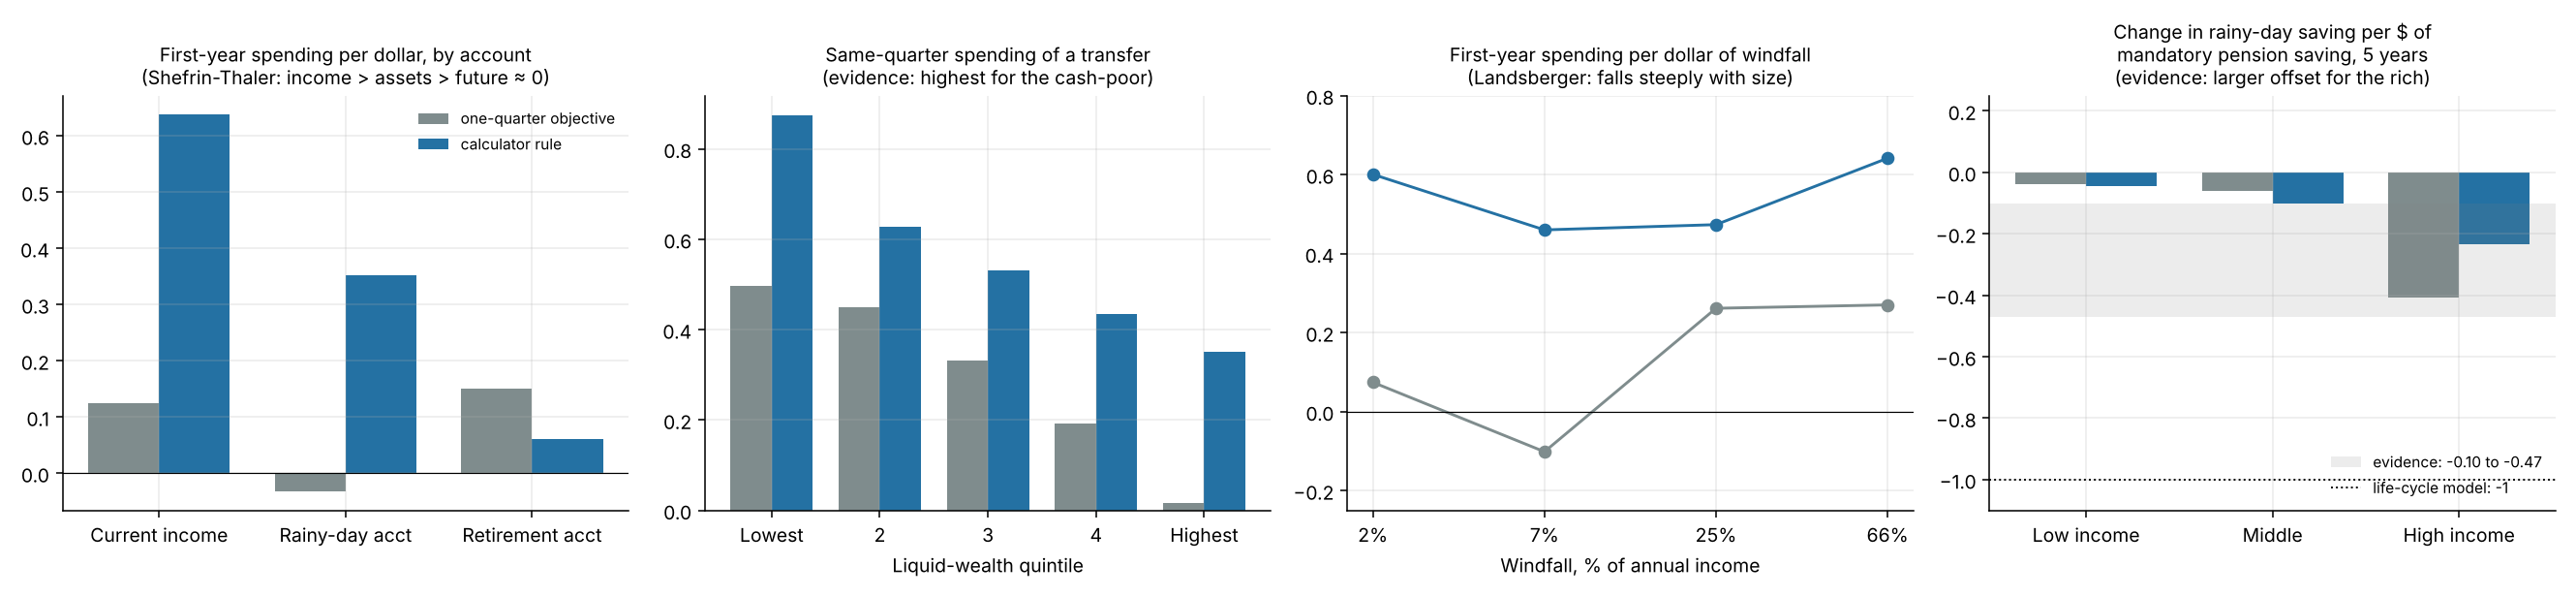 First-year spending per dollar, by account
(Shefrin-Thaler: income > assets > future ≈ 0)
one-quarter objective
calculator rule
0.6
0.5
0.4
0.3
0.2
0.1
0.0
Current income
Rainy-day acct
Retirement acct
Same-quarter spending of a transfer
(evidence: highest for the cash-poor)
0.8
0.6
0.4
0.2
0.0
Lowest
2
3
4
Highest
Liquid-wealth quintile
First-year spending per dollar of windfall
(Landsberger: falls steeply with size)
0.8
0.6
0.4
0.2
0.0
−0.2
2%
7%
25%
66%
Windfall, % of annual income
Change in rainy-day saving per $ of
mandatory pension saving, 5 years
(evidence: larger offset for the rich)
0.2
0.0
−0.2
−0.4
−0.6
−0.8
−1.0
evidence: -0.10 to -0.47
life-cycle model: -1
Low income
Middle
High income